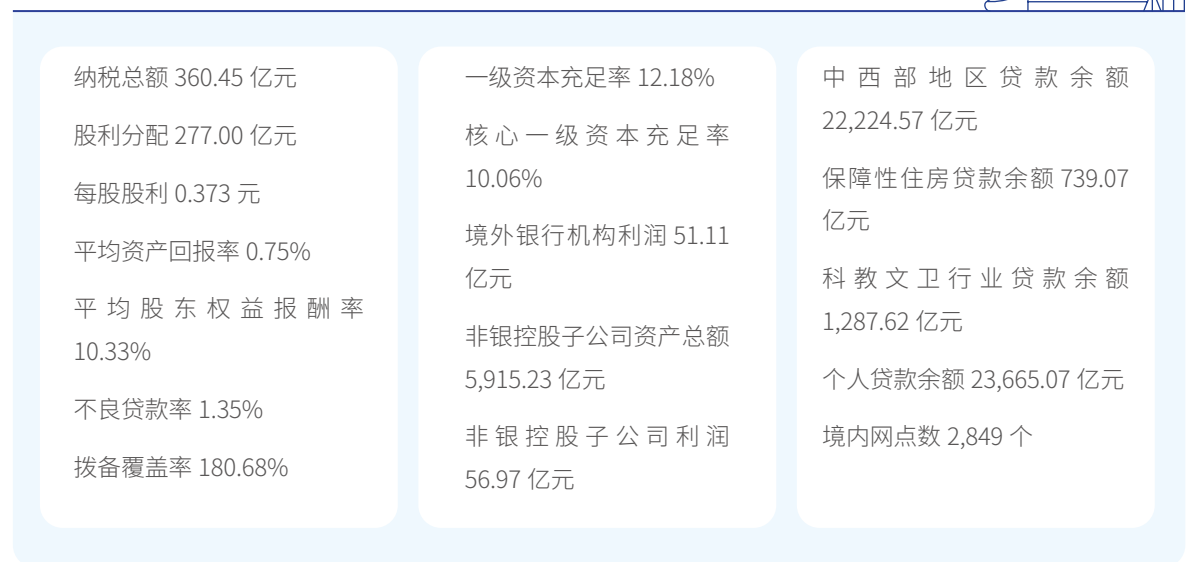 纳税总额 360.45 亿元
股利分配 277.00 亿元
每股股利 0.373 元
平均资产回报率 0.75%
平均股东权益报酬率
10.33%
不良贷款率 1.35%
拨备覆盖率 180.68%
一级资本充足率 12.18%
核心一级资本充足率
10.06%
境外银行机构利润 51.11
亿元
非银控股子公司资产总额
5,915.23 亿元
非银控股子公司利润
56.97 亿元
中西部地区贷款余额
22,224.57 亿元
保障性住房贷款余额 739.07
亿元
科教文卫行业贷款余额
1,287.62 亿元
个人贷款余额 23,665.07 亿元
境内网点数 2,849 个